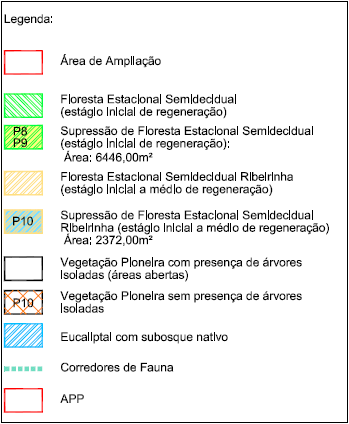 Legenda:
Área de Ampliação
Floresta Estacional Semidecidual
(estágio inicial de regeneração)
P8
P9
Supressão de Floresta Estacional Semidecidual
(estágio inicial de regeneração):
Área: 6446,00m²
Floresta Estacional Semidecidual Ribeirinha
(estágio inicial a médio de regeneração)
P10
Supressão de Floresta Estacional Semidecidual
Ribeirinha (estágio inicial a médio de regeneração)
Área: 2372,00m²
Vegetação Pioneira com presença de árvores
Isoladas (áreas abertas)
P10
Vegetação Pioneira sem presença de árvores
Isoladas
Eucaliptal com subosque nativo
Corredores de Fauna
APP